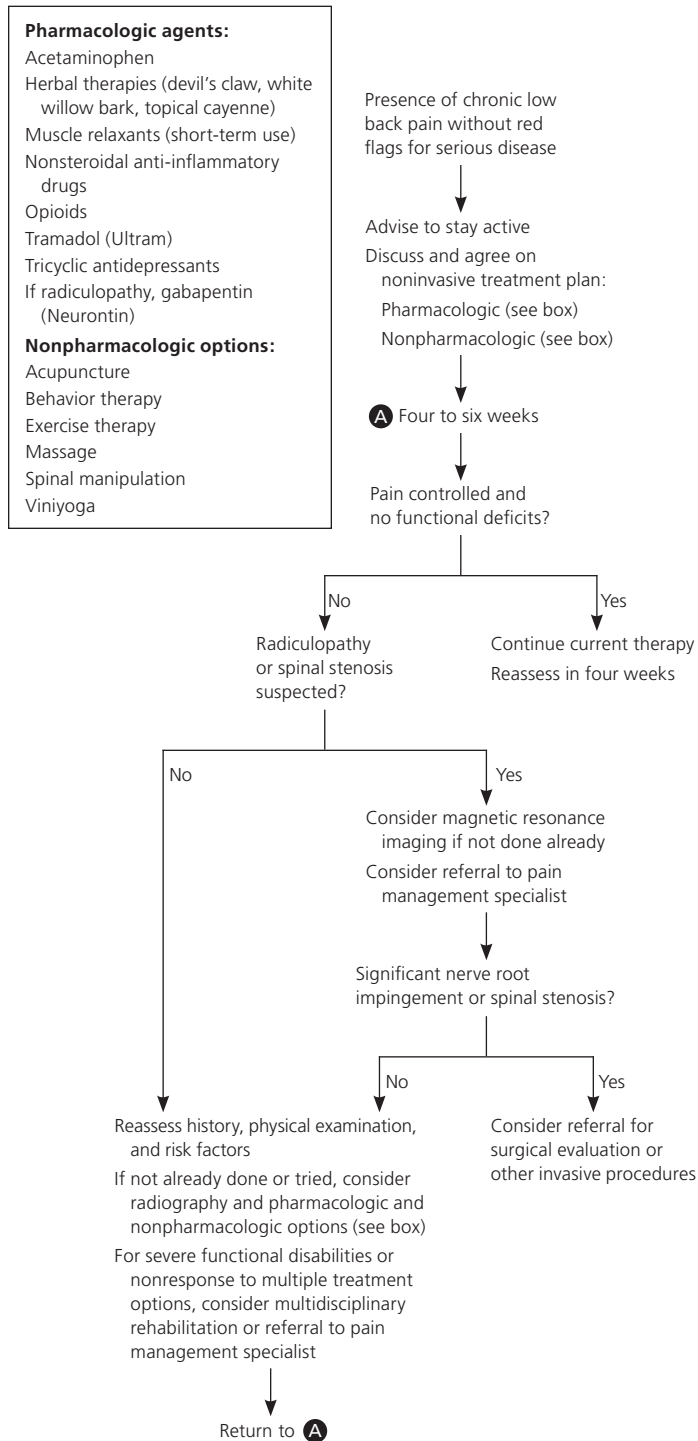 Pharmacologic agents:
Acetaminophen
Herbal therapies (devil's claw, white
willow bark, topical cayenne)
Muscle relaxants (short-term use)
Nonsteroidal anti-inflammatory
drugs
Opioids
Tramadol (Ultram)
Tricyclic antidepressants
If radiculopathy, gabapentin
(Neurontin)
Nonpharmacologic options:
Acupuncture
Behavior therapy
Exercise therapy
Massage
Spinal manipulation
Viniyoga
Presence of chronic low
back pain without red
flags for serious disease
Advise to stay active
Discuss and agree on
noninvasive treatment plan:
Pharmacologic (see box)
Nonpharmacologic (see box)
A Four to six weeks
Pain controlled and
no functional deficits?
No
Yes
Radiculopathy
or spinal stenosis
suspected?
Continue current therapy
Reassess in four weeks
No
Yes
Consider magnetic resonance
imaging if not done already
Consider referral to pain
management specialist
Significant nerve root
impingement or spinal stenosis?
No
Yes
Reassess history, physical examination,
and risk factors
If not already done or tried, consider
radiography and pharmacologic and
nonpharmacologic options (see box)
For severe functional disabilities or
nonresponse to multiple treatment
options, consider multidisciplinary
rehabilitation or referral to pain
management specialist
Consider referral for
surgical evaluation or
other invasive procedures
Return to A